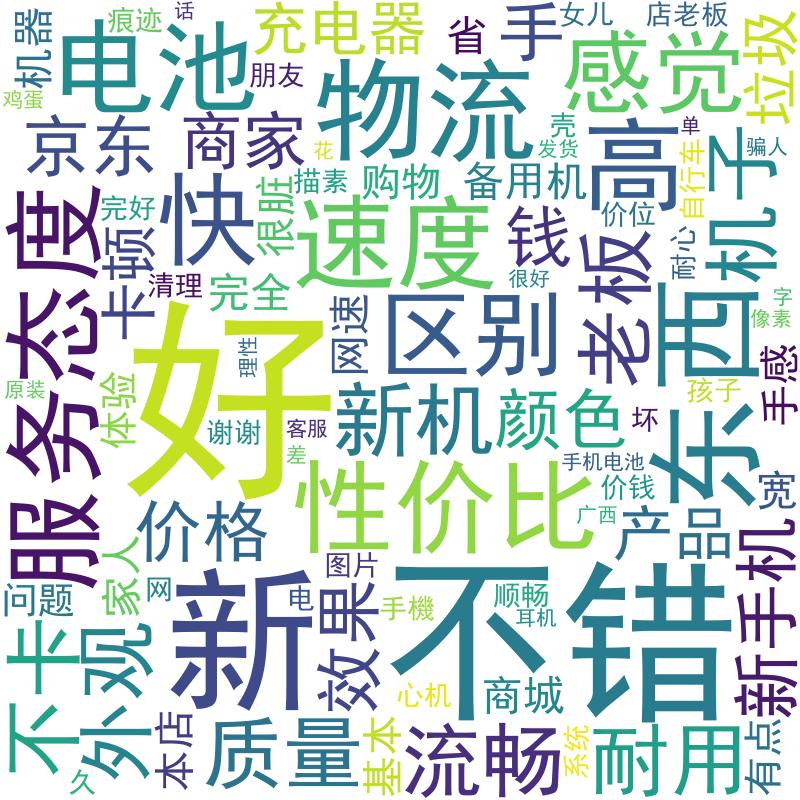 痕迹
话
女儿
店老板
机器
电池
充电器
省
手
感觉
垃圾
朋友
物流
鸡蛋
京东
商家
壳
高
单
骗人
花
发货
自行车
机子
快
很脏
描素
购物
备用机
价位
服务态度
完好
速度
钱
卡顿
老板
耐心
清理
完全
很好
西
东
字
像素
好
网速
区别
理性
原装
体验
新机
颜色
孩子
手感
谢谢
客服
坏
差
性价比
手机电池
价钱
宽
价格
广西
产品
新手机
家人
图片
不错
问题
网
新
电
效果
手機
顺畅
耳机
不卡
外观
心机
商城
本店
质量
基本
流畅
系统
耐用
有点
久